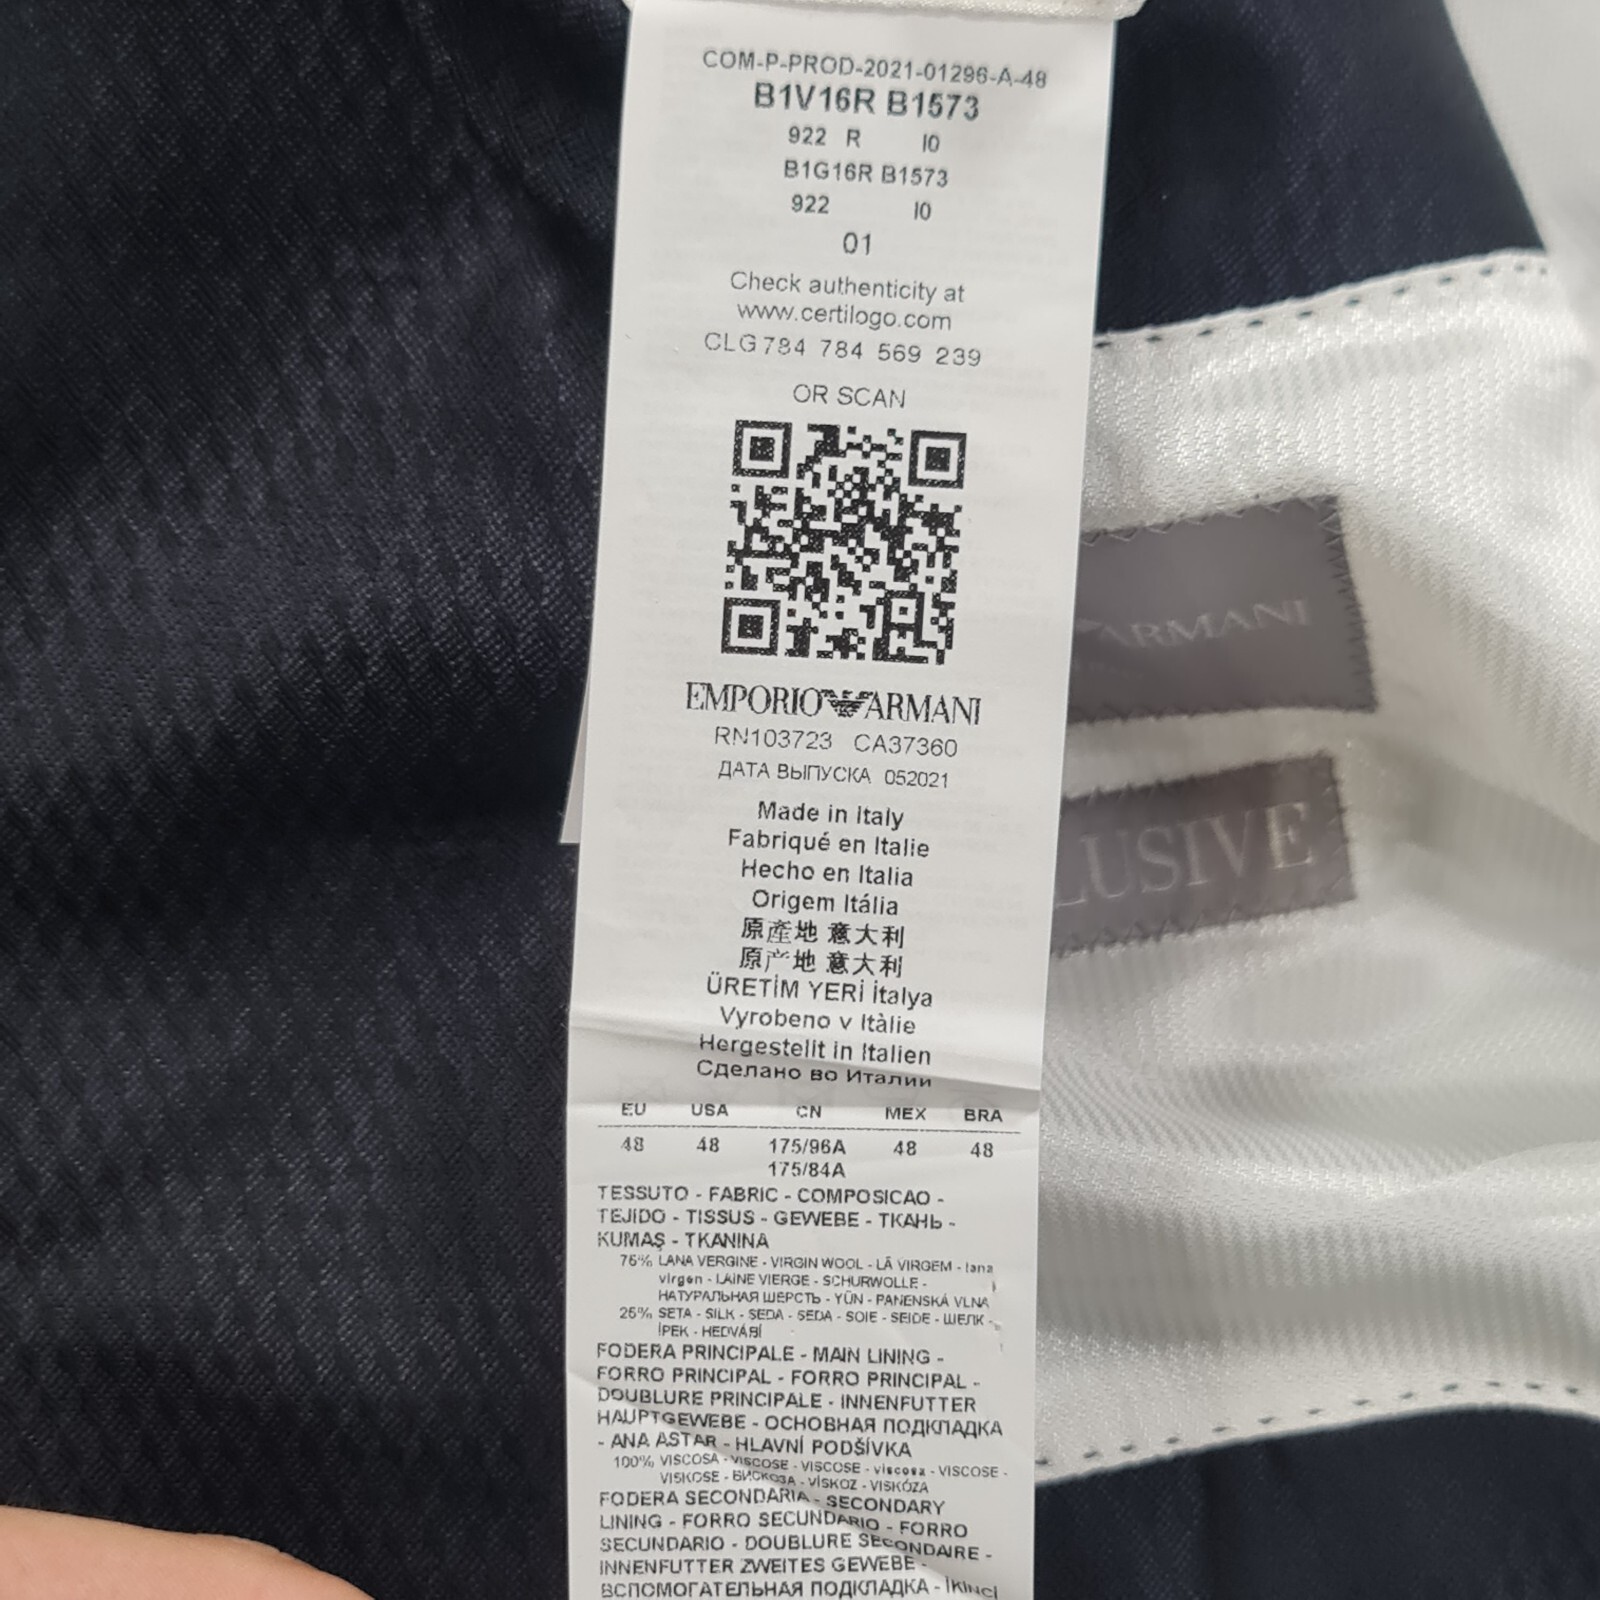 COM-P-PROD-2021-01296-A-48
B1V16R B1573
922 R I0
B1G16R B1573
922 I0
01
Check authenticity at
www.certilogo.com
CLG 784 784 569 239
OR SCAN
EMPORIO ARMANI
RN103723 CA37360
ДАТА ВЫПУСКА 052021
Made in Italy
Fabriqué en Italie
Hecho en Italia
Origem Itália
原產地 意大利
原产地 意大利
ÜRETİM YERİ İtalya
Vyrobeno v Itàlie
Hergestellt in Italien
Сделано во Италии
EU USA CN MEX BRA
48 48 175/96A 48 48
175/84A
TESSUTO - FABRIC - COMPOSICAO -
TEJIDO - TISSUS - GEWEBE - ТКАНЬ -
KUMAŞ - TKANINA
75% LANA VERGINE - VIRGIN WOOL - LÃ VIRGEM - lana
virgen - LAINE VIERGE - SCHURWOLLE -
НАТУРАЛЬНАЯ ШЕРСТЬ - YÜN - PANENSKÁ VLNA
25% SETA - SILK - SEDA - SEDA - SOIE - SEIDE - ШЕЛК -
İPEK - HEDVÁBÍ
FODERA PRINCIPALE - MAIN LINING -
FORRO PRINCIPAL - FORRO PRINCIPAL -
DOUBLURE PRINCIPALE - INNENFUTTER
HAUPTGEWEBE - ОСНОВНАЯ ПОДКЛАДКА
- ANA ASTAR - HLAVNÍ PODŠÍVKA
100% VISCOSA - VISCOSE - VISCOSE - viscosa - VISCOSE -
VISKOSE - ВИСКОЗА - VİSKOZ - VISKÓZA
FODERA SECONDARIA - SECONDARY
LINING - FORRO SECUNDARIO - FORRO
SECUNDARIO - DOUBLURE SECONDAIRE -
INNENFUTTER ZWEITES GEWEBE -
ВСПОМОГАТЕЛЬНАЯ ПОДКЛАДКА - İKİNCİ
ARMANI
LUSIVE